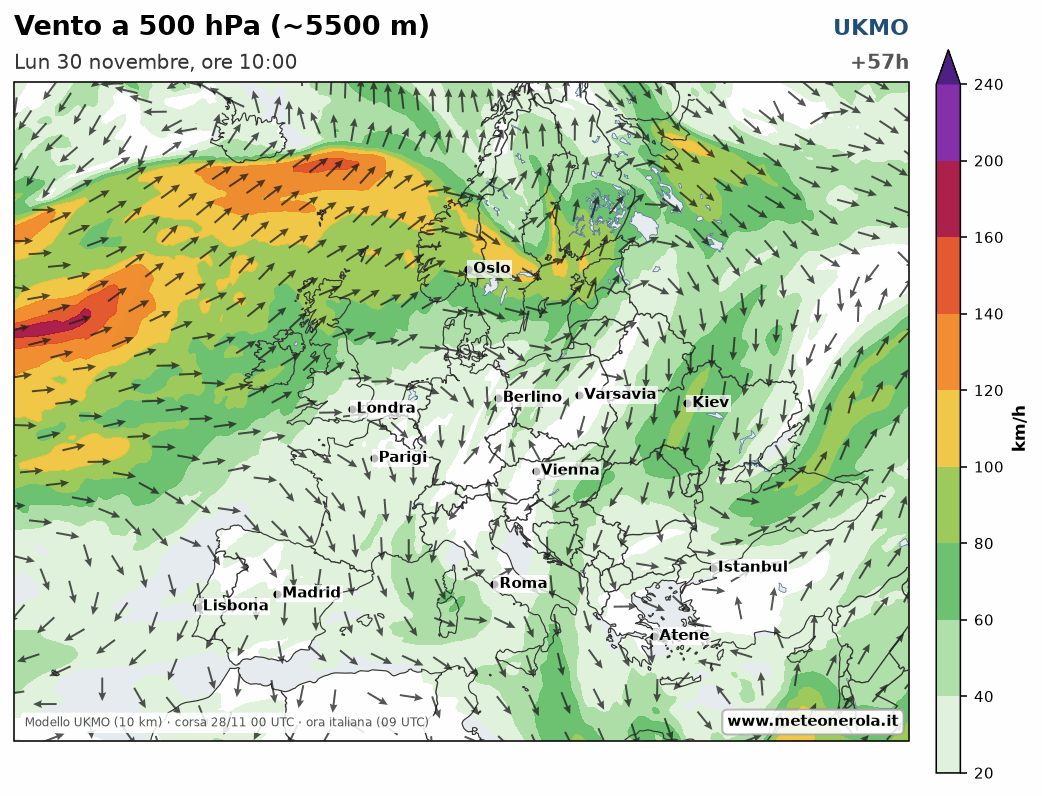 Vento a 500 hPa (~5500 m)
UKMO
Lun 30 novembre, ore 10:00
+57h
240
200
160
140
120
100
80
60
40
20
km/h
Oslo
Londra
Berlino
Varsavia
Kiev
Parigi
Vienna
Istanbul
Roma
Madrid
Lisbona
Atene
Modello UKMO (10 km) · corsa 28/11 00 UTC · ora italiana (09 UTC)
www.meteonerola.it